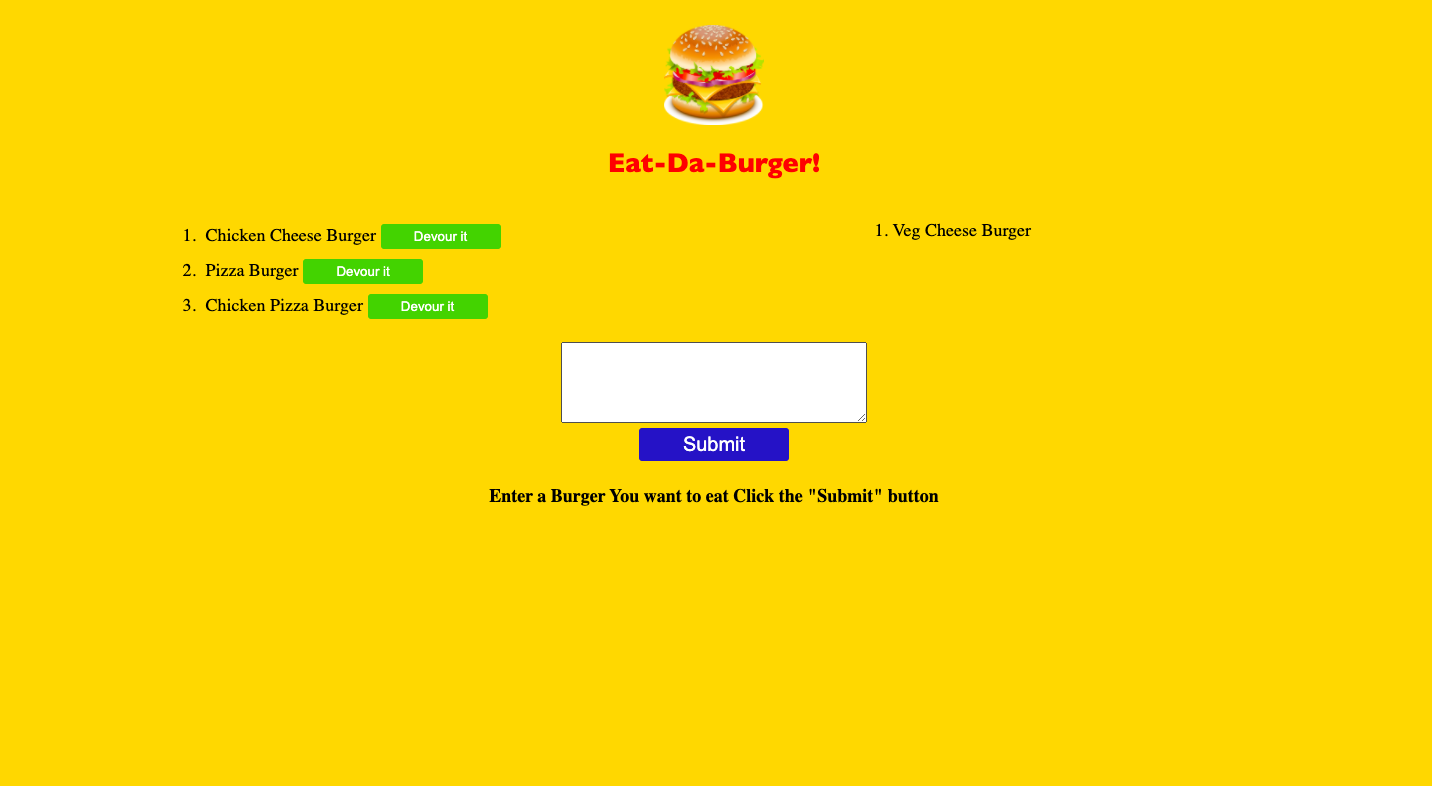 Eat-Da-Burger!
1. Chicken Cheese Burger Devour it
2. Pizza Burger Devour it
3. Chicken Pizza Burger Devour it
1. Veg Cheese Burger
Submit
Enter a Burger You want to eat Click the "Submit" button